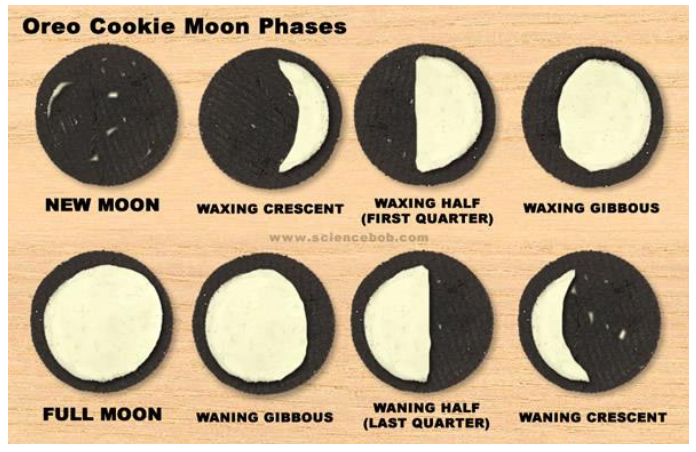 Oreo Cookie Moon Phases
NEW MOON
WAXING CRESCENT
WAXING HALF
(FIRST QUARTER)
WAXING GIBBOUS
www.sciencebob.com
FULL MOON
WANING GIBBOUS
WANING HALF
(LAST QUARTER)
WANING CRESCENT